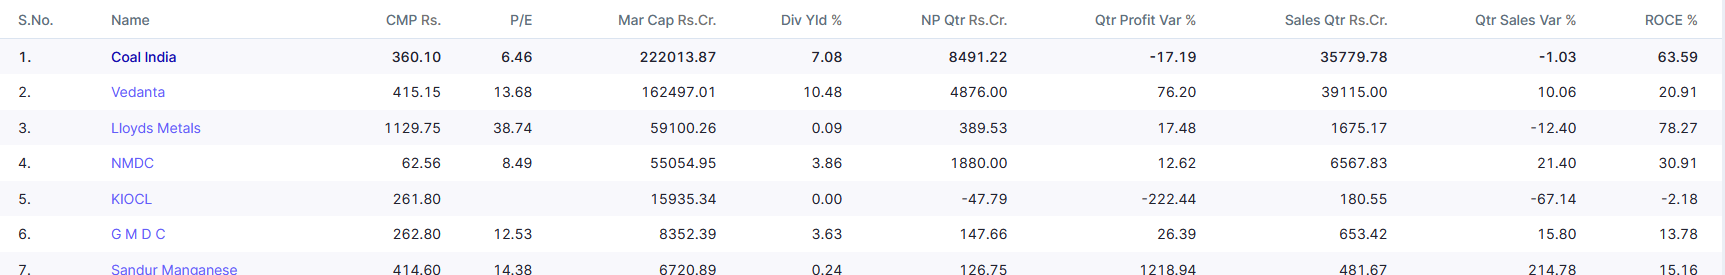 S.No. Name CMP Rs. P/E Mar Cap Rs.Cr. Div Yld % NP Qtr Rs.Cr. Qtr Profit Var % Sales Qtr Rs.Cr. Qtr Sales Var % ROCE %
1. Coal India 360.10 6.46 222013.87 7.08 8491.22 -17.19 35779.78 -1.03 63.59
2. Vedanta 415.15 13.68 162497.01 10.48 4876.00 76.20 39115.00 10.06 20.91
3. Lloyds Metals 1129.75 38.74 59100.26 0.09 389.53 17.48 1675.17 -12.40 78.27
4. NMDC 62.56 8.49 55054.95 3.86 1880.00 12.62 6567.83 21.40 30.91
5. KIOCL 261.80 15935.34 0.00 -47.79 -222.44 180.55 -67.14 -2.18
6. G M D C 262.80 12.53 8352.39 3.63 147.66 26.39 653.42 15.80 13.78
7. Sandur Manganese 414.60 14.38 6720.89 0.24 126.75 1218.94 481.67 214.78 15.16